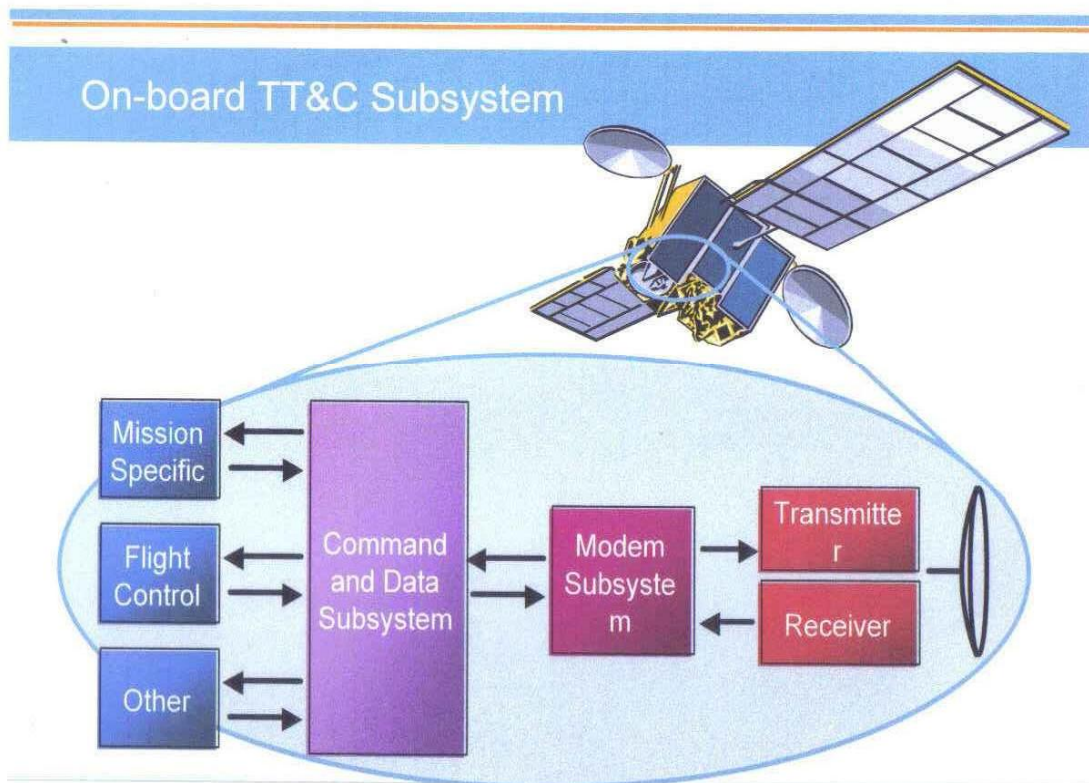 On-board TT&C Subsystem
Mission
Specific
Flight
Control
Other
Command
and Data
Subsystem
Modem
Subsyste
m
Transmitte
r
Receiver